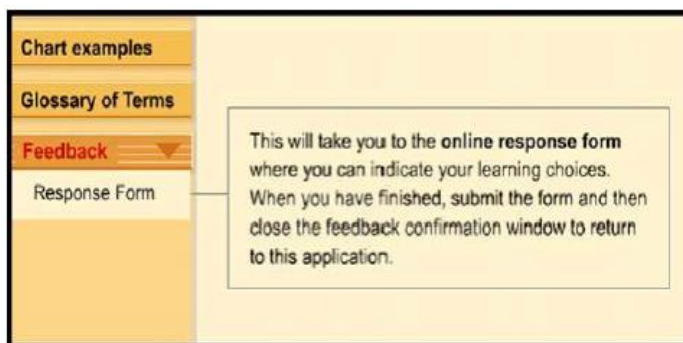 Chart examples
Glossary of Terms
Feedback
Response Form
This will take you to the online response form
where you can indicate your learning choices.
When you have finished, submit the form and then
close the feedback confirmation window to return
to this application.